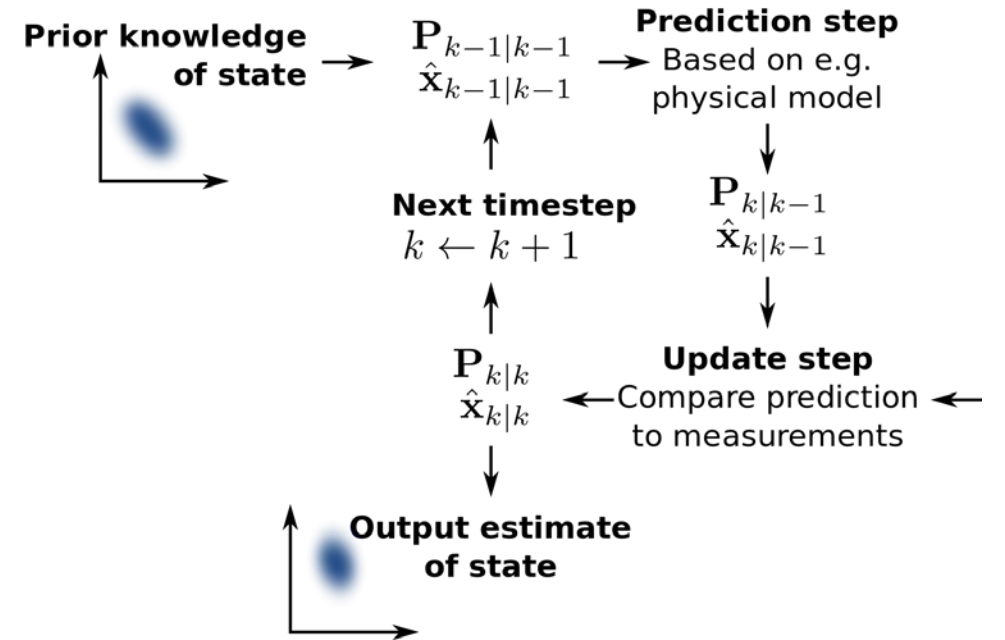 Prior knowledge
of state
P_{k−1|k−1}
x̂_{k−1|k−1}
Prediction step
Based on e.g.
physical model
P_{k|k−1}
x̂_{k|k−1}
Next timestep
k ← k + 1
P_{k|k}
x̂_{k|k}
Update step
Compare prediction
to measurements
Output estimate
of state